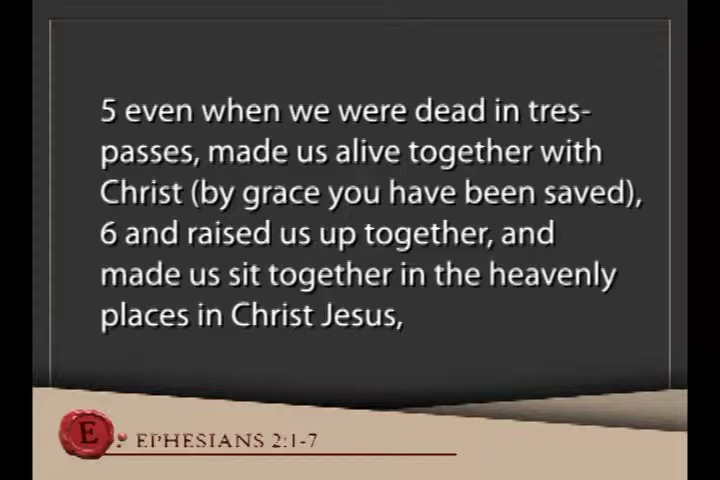 5 even when we were dead in tres-
passes, made us alive together with
Christ (by grace you have been saved),
6 and raised us up together, and
made us sit together in the heavenly
places in Christ Jesus,
E
EPHESIANS 2:1-7